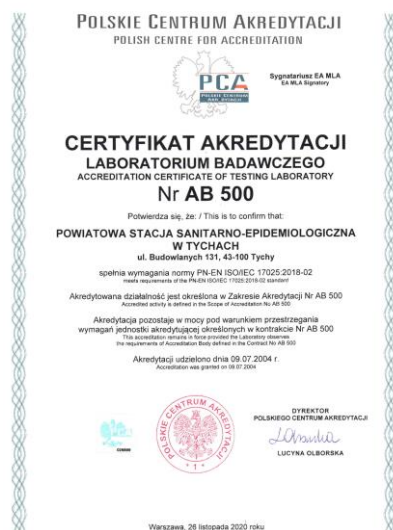 POLSKIE CENTRUM AKREDYTACJI
POLISH CENTRE FOR ACCREDITATION
PCA
POLSKIE CENTRUM
AKREDYTACJI
Sygnatariusz EA MLA
EA MLA Signatory
CERTYFIKAT AKREDYTACJI
LABORATORIUM BADAWCZEGO
ACCREDITATION CERTIFICATE OF TESTING LABORATORY
Nr AB 500
Potwierdza się, że: / This is to confirm that:
POWIATOWA STACJA SANITARNO-EPIDEMIOLOGICZNA
W TYCHACH
ul. Budowlanych 131, 43-100 Tychy
spełnia wymagania normy PN-EN ISO/IEC 17025:2018-02
meets requirements of the PN-EN ISO/IEC 17025:2018-02 standard
Akredytowana działalność jest określona w Zakresie Akredytacji Nr AB 500
Accredited activity is defined in the Scope of Accreditation No AB 500
Akredytacja pozostaje w mocy pod warunkiem przestrzegania
wymagań jednostki akredytującej określonych w kontrakcie Nr AB 500
This accreditation remains in force provided the Laboratory observes
the requirements of Accreditation Body defined in the Contract No AB 500
Akredytacji udzielono dnia 09.07.2004 r.
Accreditation was granted on 09.07.2004
POLSKIE CENTRUM AKREDYTACJI
1
DYREKTOR
POLSKIEGO CENTRUM AKREDYTACJI
LUCYNA OLBORSKA
Warszawa, 26 listopada 2020 roku